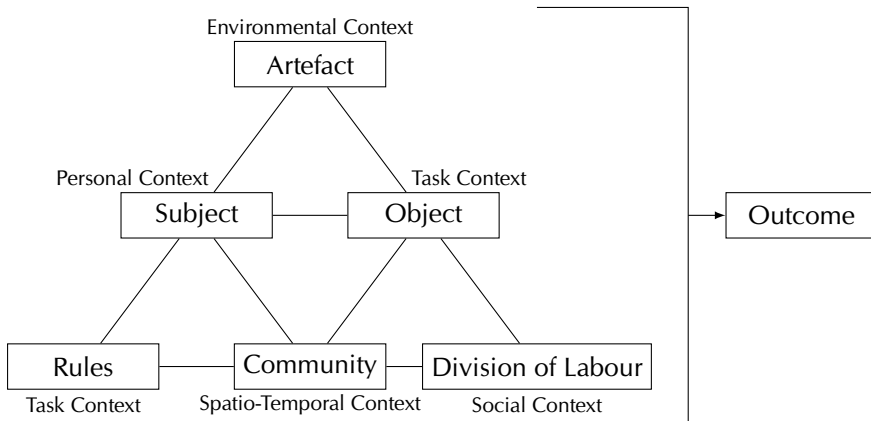 Environmental Context
Artefact
Personal Context
Task Context
Subject
Object
Outcome
Rules
Community
Division of Labour
Task Context
Spatio-Temporal Context
Social Context